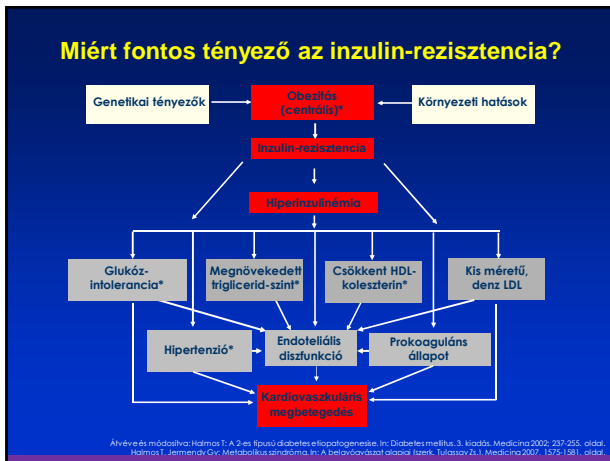 Miért fontos tényező az inzulin-rezisztencia?
Genetikai tényezők
Obezitás
(centrális)*
Környezeti hatások
Inzulin-rezisztencia
Hiperinzulinémia
Glukóz-
intolerancia*
Megnövekedett
triglicerid-szint*
Csökkent HDL-
koleszterin*
Kis méretű,
denz LDL
Hipertenzió*
Endoteliális
diszfunkció
Prokoaguláns
állapot
Kardiovaszkuláris
megbetegedés
Átvéve és módosítva: Halmos T: A 2-es típusú diabetes etiopatogenesise. In: Diabetes mellitus. 3. kiadás. Medicina 2002; 237-255. oldal.
Halmos T, Jermendy Gy: Metabolikus szindróma. In: A belgyógyászat alapjai (szerk. Tulassay Zs.). Medicina 2007, 1575-1581. oldal.